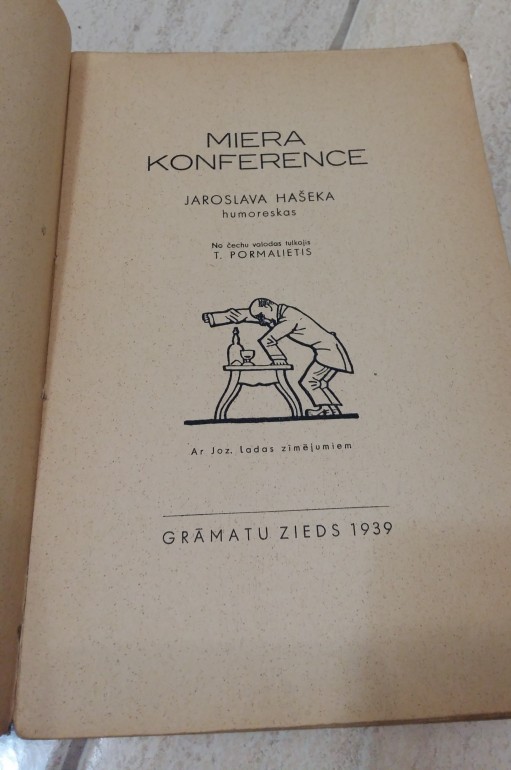 MIERA
KONFERENCE
JAROSLAVA HAŠEKA
humoreskas
No čechu valodas tulkojis
T. PORMALIETIS
Ar Joz. Ladas zīmējumiem
GRĀMATU ZIEDS 1939